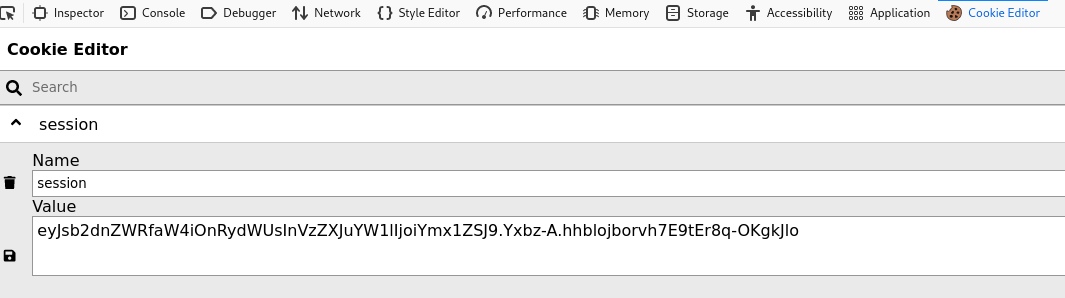 Inspector Console Debugger Network Style Editor Performance Memory Storage Accessibility Application Cookie Editor
Cookie Editor
Search
session
Name
session
Value
eyJsb2dnZWRfaW4iOnRydWUsInVzZXJuYW1lIjoiYmx1ZSJ9.Yxbz-A.hhblojborvh7E9tEr8q-OKgkJlo